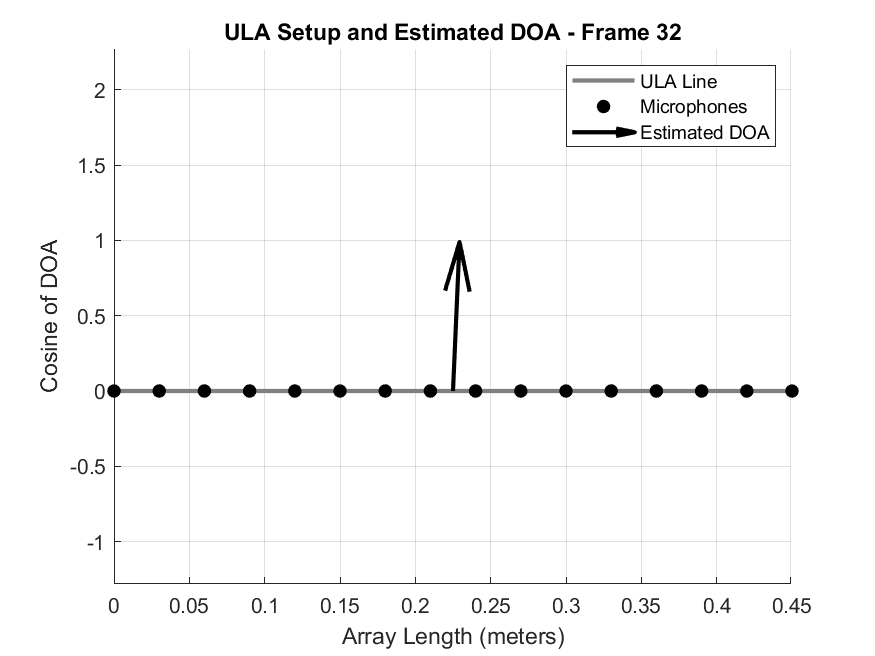 ULA Setup and Estimated DOA - Frame 32
ULA Line
Microphones
Estimated DOA
Cosine of DOA
2
1.5
1
0.5
0
-0.5
-1
0 0.05 0.1 0.15 0.2 0.25 0.3 0.35 0.4 0.45
Array Length (meters)